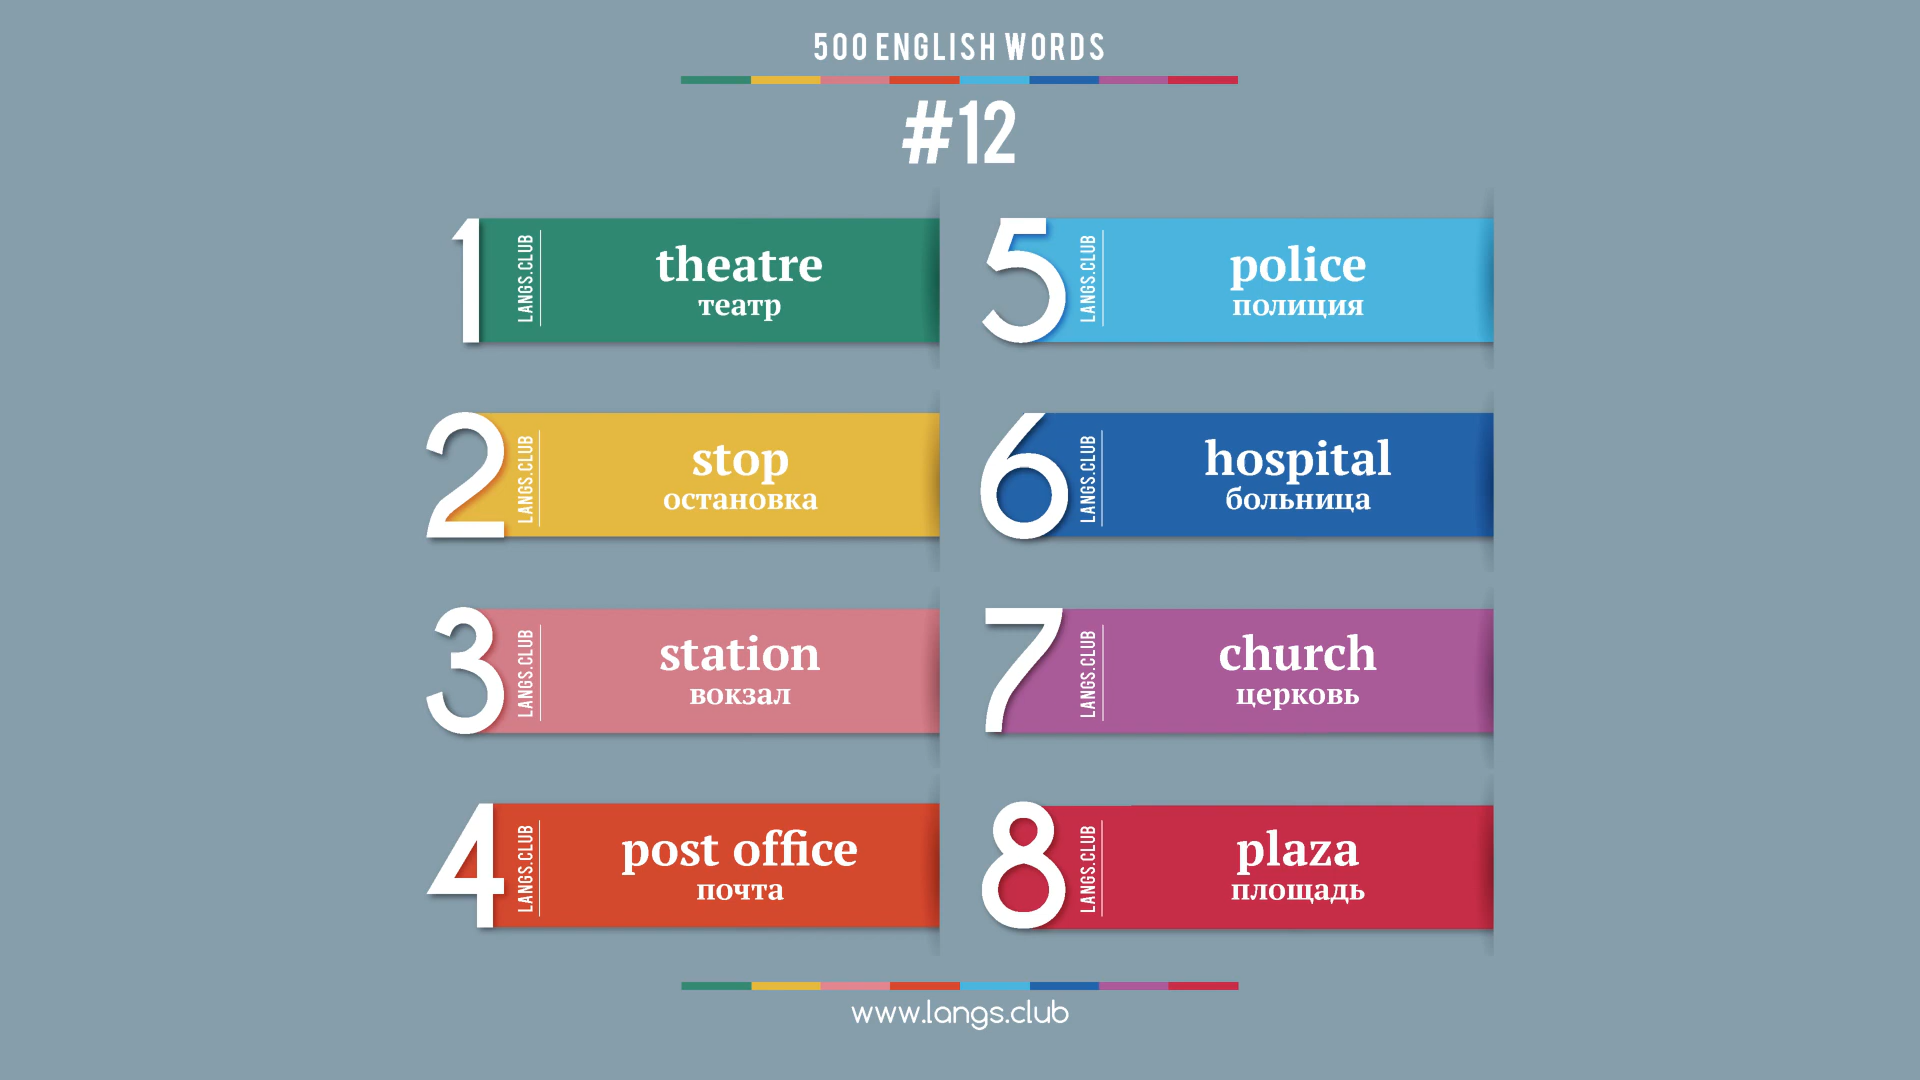 500 ENGLISH WORDS
#12
1
LANGS.CLUB
theatre
театр
2
LANGS.CLUB
stop
остановка
3
LANGS.CLUB
station
вокзал
4
LANGS.CLUB
post office
почта
5
LANGS.CLUB
police
полиция
6
LANGS.CLUB
hospital
больница
7
LANGS.CLUB
church
церковь
8
LANGS.CLUB
plaza
площадь
www.langs.club